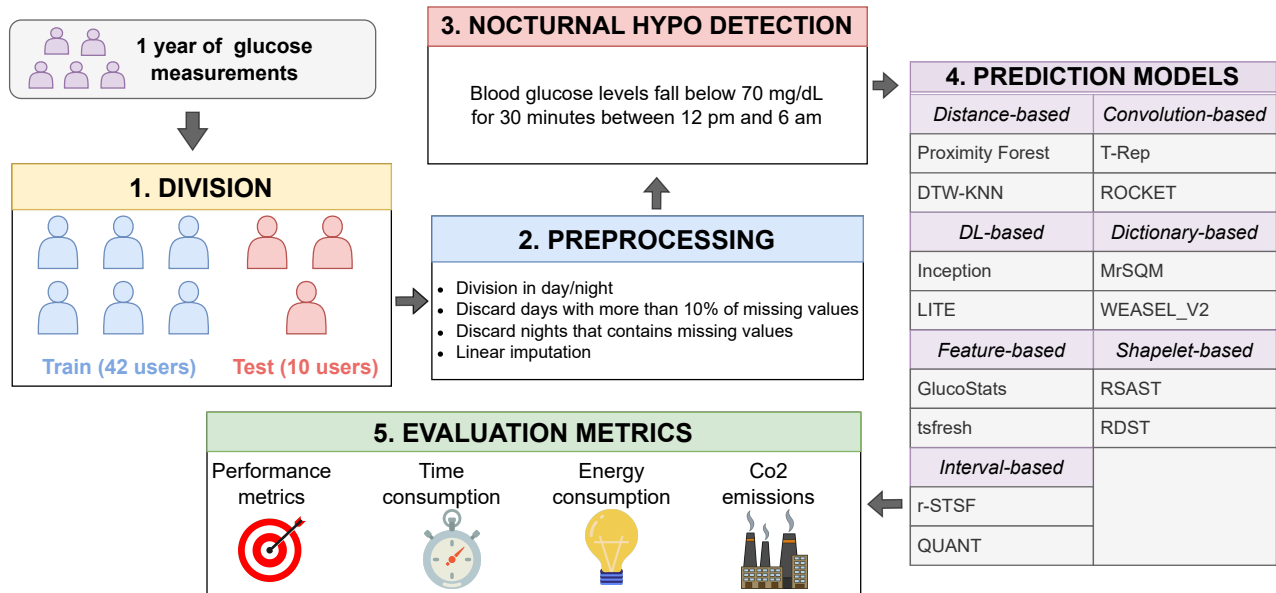 1 year of glucose
measurements
1. DIVISION
Train (42 users)
Test (10 users)
2. PREPROCESSING
• Division in day/night
• Discard days with more than 10% of missing values
• Discard nights that contains missing values
• Linear imputation
3. NOCTURNAL HYPO DETECTION
Blood glucose levels fall below 70 mg/dL
for 30 minutes between 12 pm and 6 am
4. PREDICTION MODELS
Distance-based
Convolution-based
Proximity Forest
T-Rep
DTW-KNN
ROCKET
DL-based
Dictionary-based
Inception
MrSQM
LITE
WEASEL_V2
Feature-based
Shapelet-based
GlucoStats
RSAST
tsfresh
RDST
Interval-based
r-STSF
QUANT
5. EVALUATION METRICS
Performance
metrics
Time
consumption
Energy
consumption
Co2
emissions